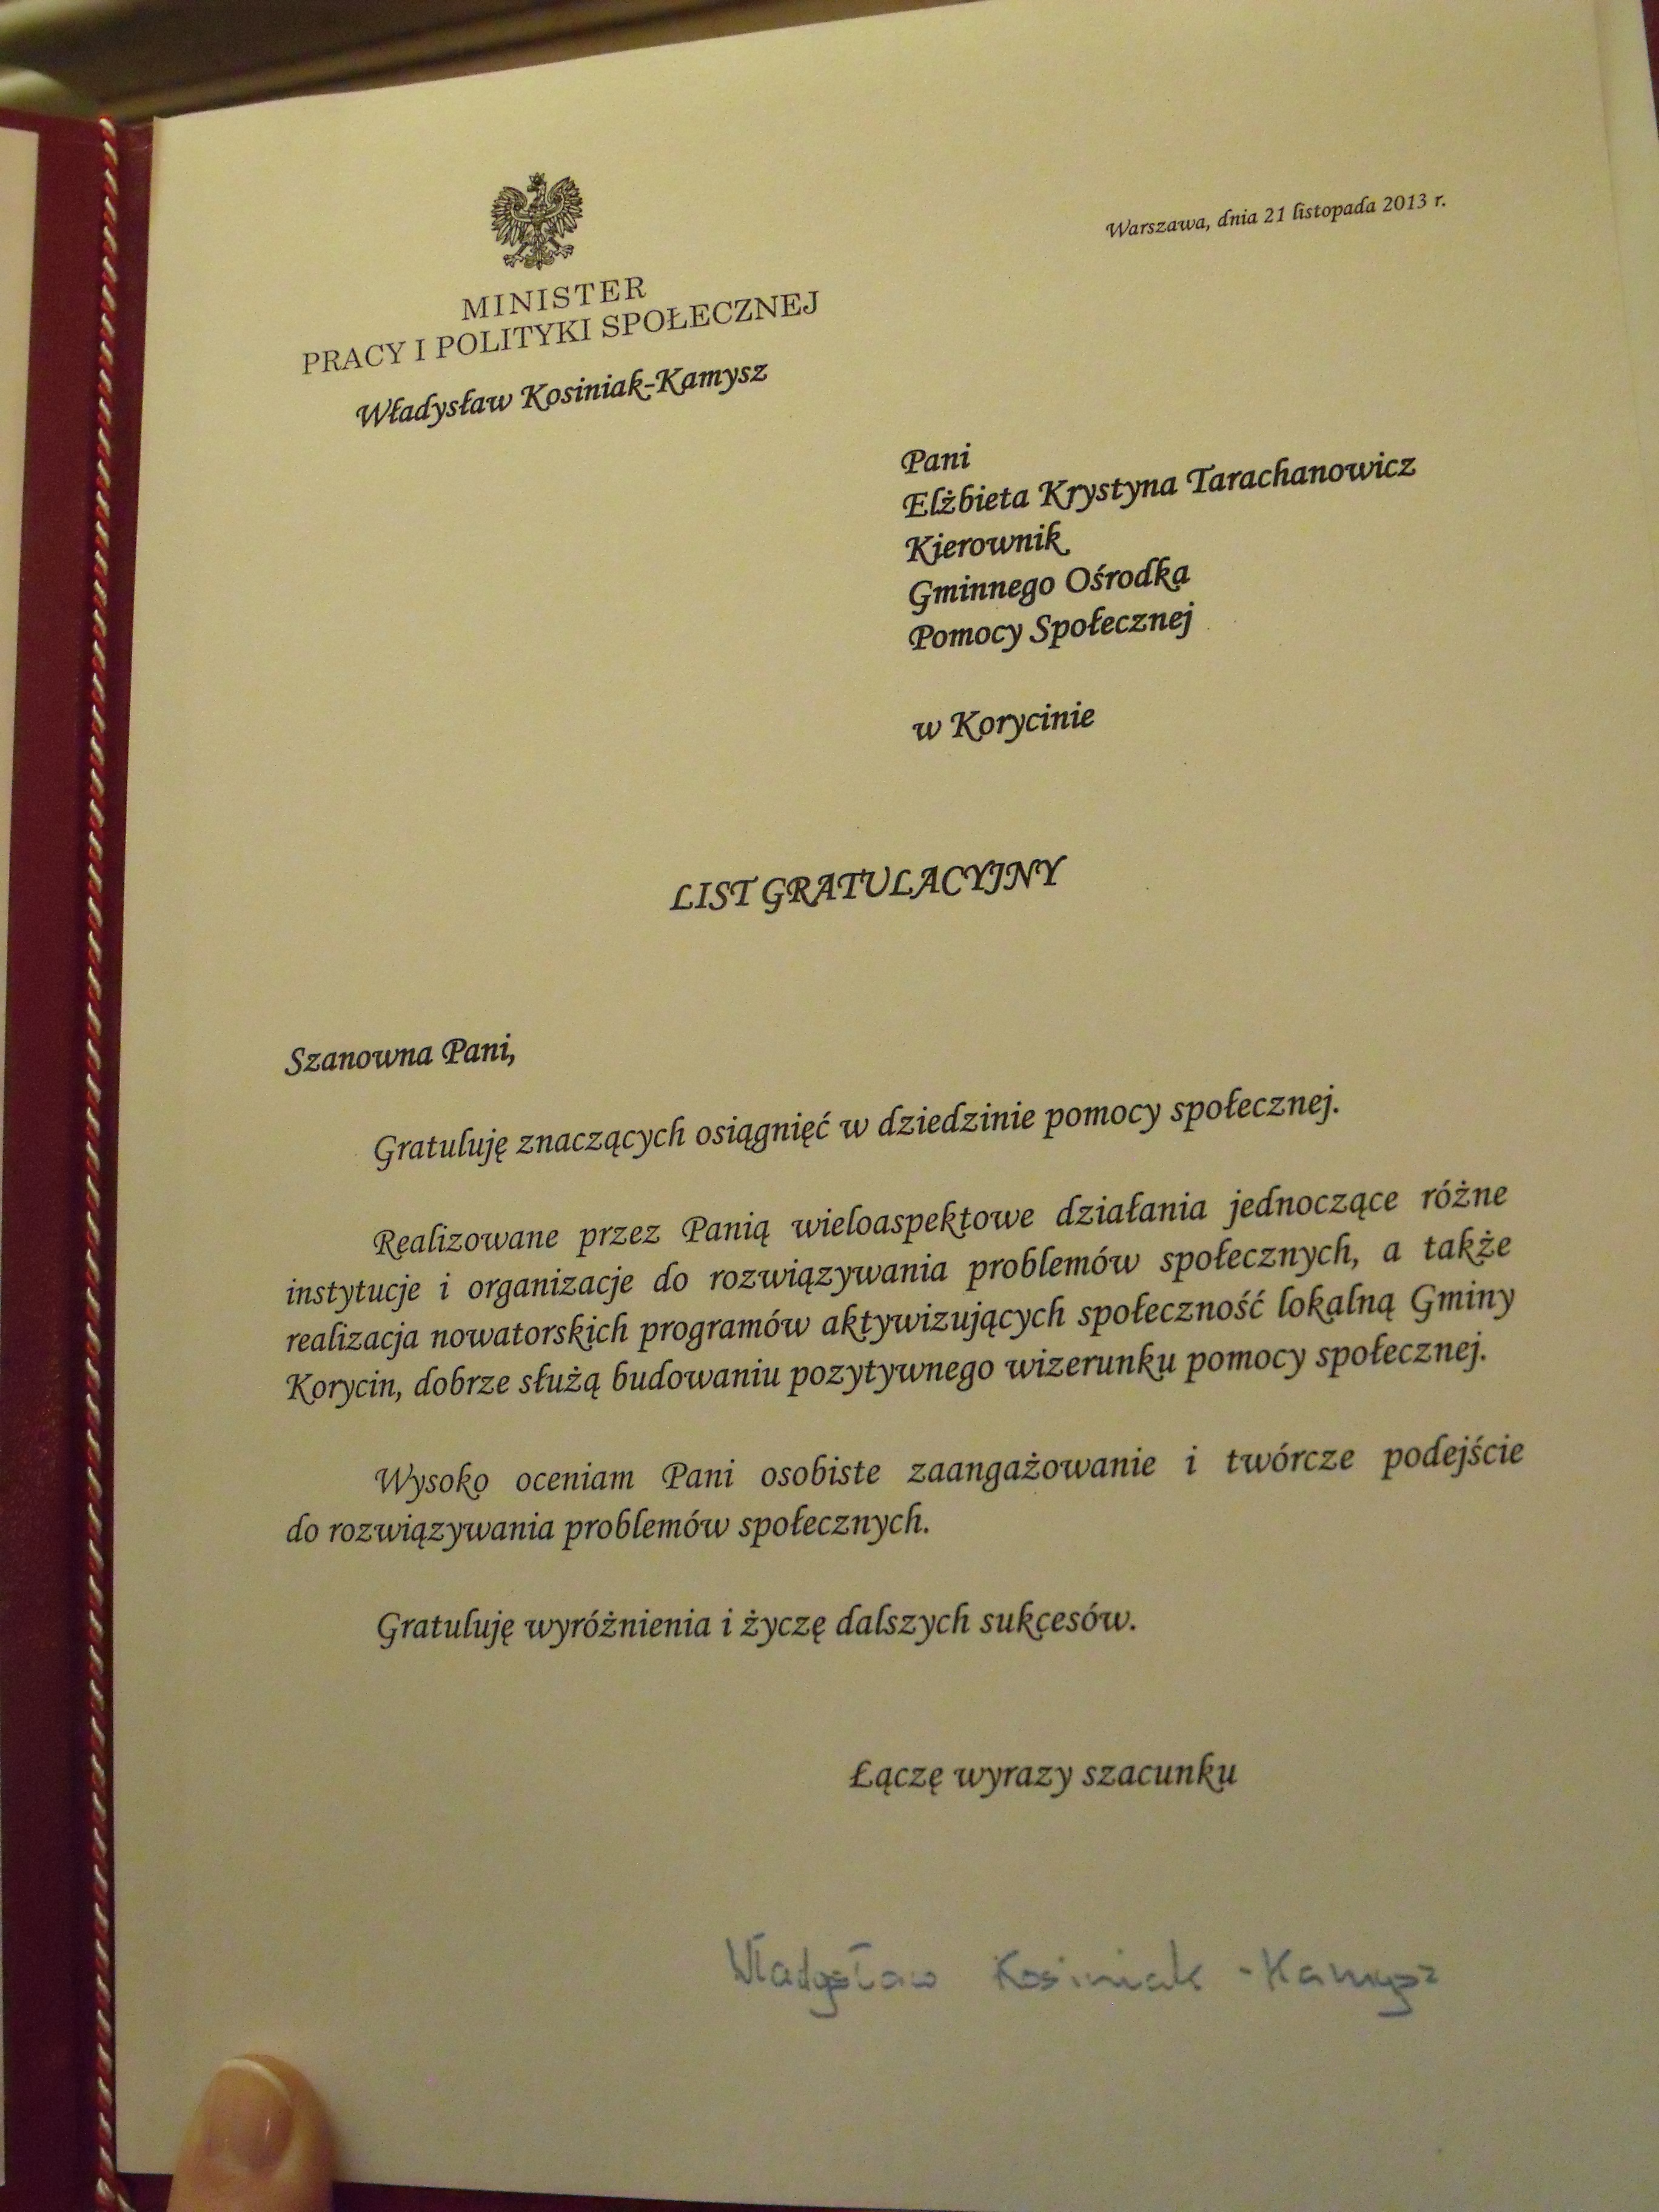 Warszawa, dnia 21 listopada 2013 r.
MINISTER
PRACY I POLITYKI SPOŁECZNEJ
Władysław Kosiniak-Kamysz
Pani
Elżbieta Krystyna Tarachanowicz
Kierownik
Gminnego Ośrodka
Pomocy Społecznej
w Korycinie
LIST GRATULACYJNY
Szanowna Pani,
Gratuluję znaczących osiągnięć w dziedzinie pomocy społecznej.
Realizowane przez Panią wieloaspektowe działania jednoczące różne
instytucje i organizacje do rozwiązywania problemów społecznych, a także
realizacja nowatorskich programów aktywizujących społeczność lokalną Gminy
Korycin, dobrze służą budowaniu pozytywnego wizerunku pomocy społecznej.
Wysoko oceniam Pani osobiste zaangażowanie i twórcze podejście
do rozwiązywania problemów społecznych.
Gratuluję wyróżnienia i życzę dalszych sukcesów.
Łączę wyrazy szacunku
Władysław Kosiniak-Kamysz